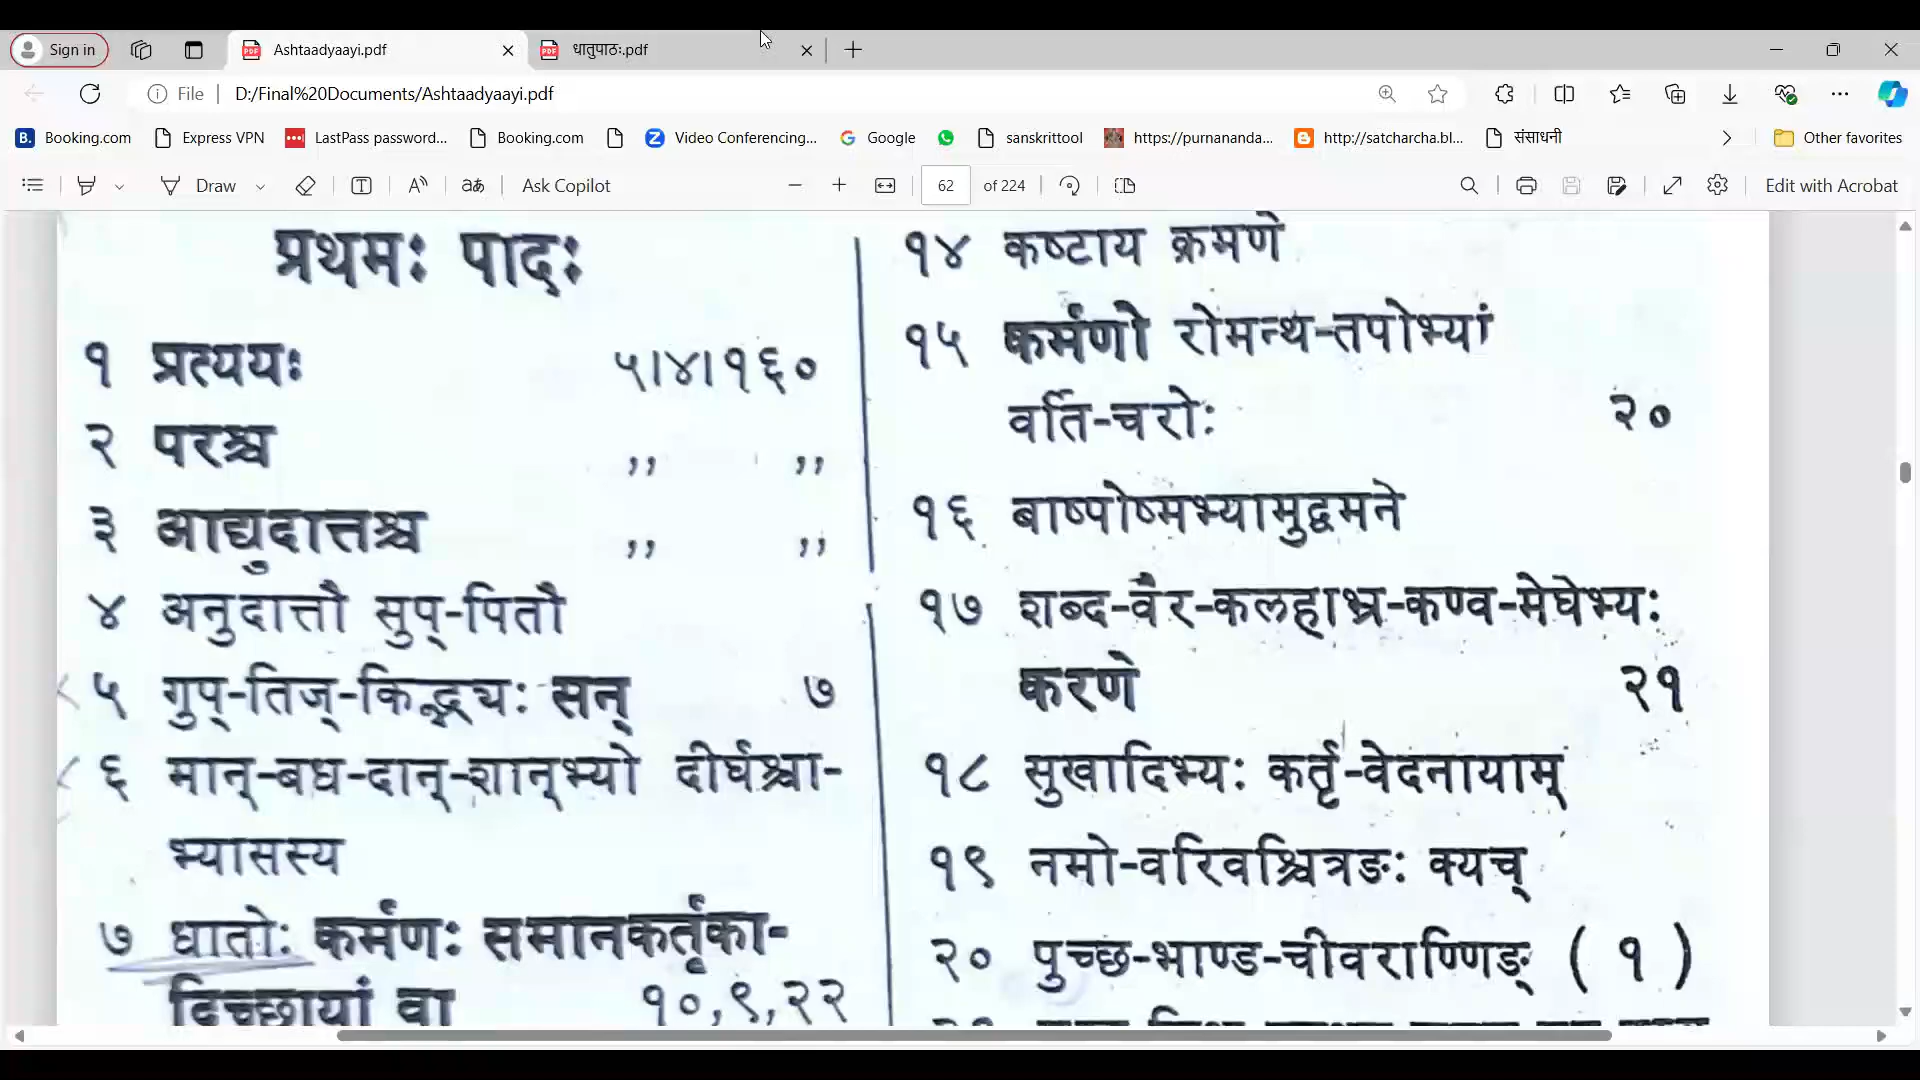 Sign in
Ashtaadyaayi.pdf
धातुपाठः.pdf
File
D:/Final%20Documents/Ashtaadyaayi.pdf
Booking.com
Express VPN
LastPass password...
Booking.com
Video Conferencing...
Google
sanskrittool
https://purnananda...
http://satcharcha.bl...
संसाधनी
Other favorites
Draw
Ask Copilot
62
of 224
Edit with Acrobat
प्रथमः पादः
१ प्रत्ययः ५।४।१६०
२ परश्च ,, ,,
३ आद्युदात्तश्च ,, ,,
४ अनुदात्तौ सुप्-पितौ
५ गुप्-तिज्-किद्भ्यः सन् ७
६ मान्-बध-दान्-शान्भ्यो दीर्घश्चा-
भ्यासस्य
७ धातोः कर्मणः समानकर्तृका-
दिच्छायां वा १०,९,२२
१४ कष्टाय क्रमणे
१५ कर्मणो रोमन्थ-तपोभ्यां
वर्ति-चरोः २०
१६ बाष्पोष्मभ्यामुद्वमने
१७ शब्द-वैर-कलहाभ्र-कण्व-मेघेभ्यः
करणे २१
१८ सुखादिभ्यः कर्तृ-वेदनायाम्
१९ नमो-वरिवश्चित्रङः क्यच्
२० पुच्छ-भाण्ड-चीवराण्णिङ् (१)